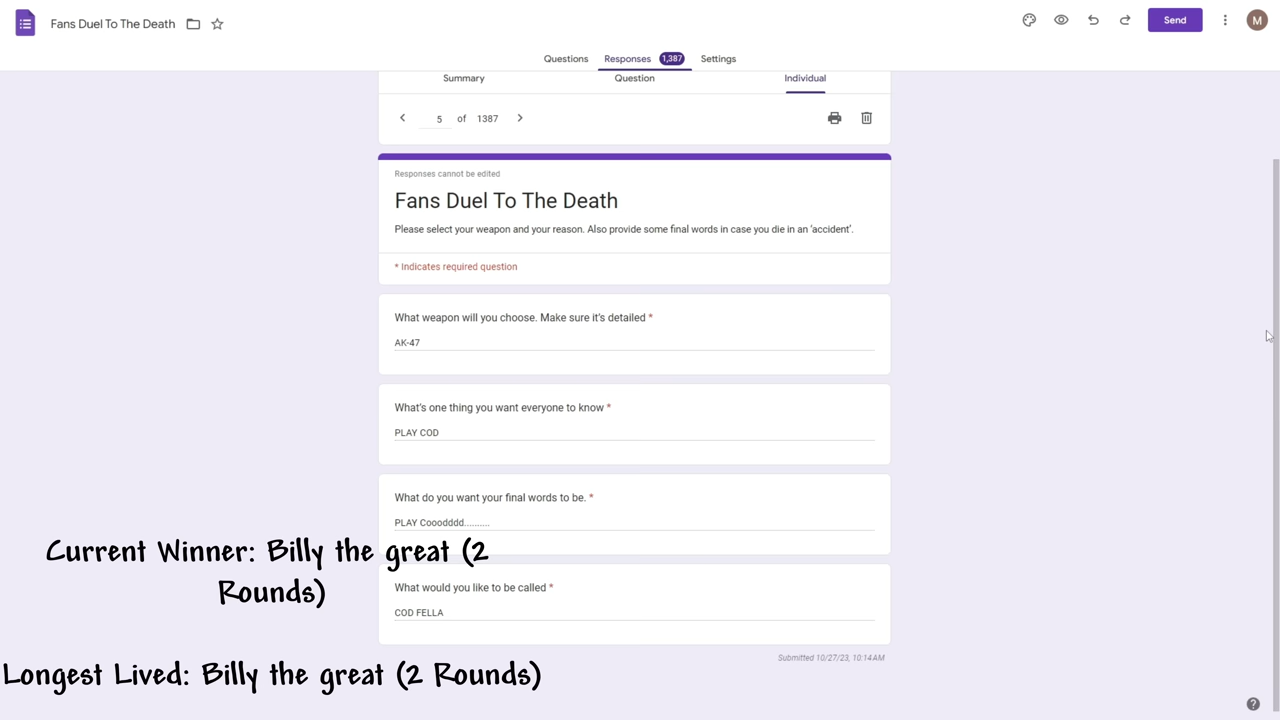 Fans Duel To The Death
Send
M
Questions Responses 1,387 Settings
Summary Question Individual
5 of 1387
Responses cannot be edited
Fans Duel To The Death
Please select your weapon and your reason. Also provide some final words in case you die in an 'accident'.
* Indicates required question
What weapon will you choose. Make sure it's detailed *
AK-47
What's one thing you want everyone to know *
PLAY COD
What do you want your final words to be. *
PLAY Cooodddd..........
Current Winner: Billy the great (2
Rounds)
What would you like to be called *
COD FELLA
Submitted 10/27/23, 10:14 AM
Longest Lived: Billy the great (2 Rounds)